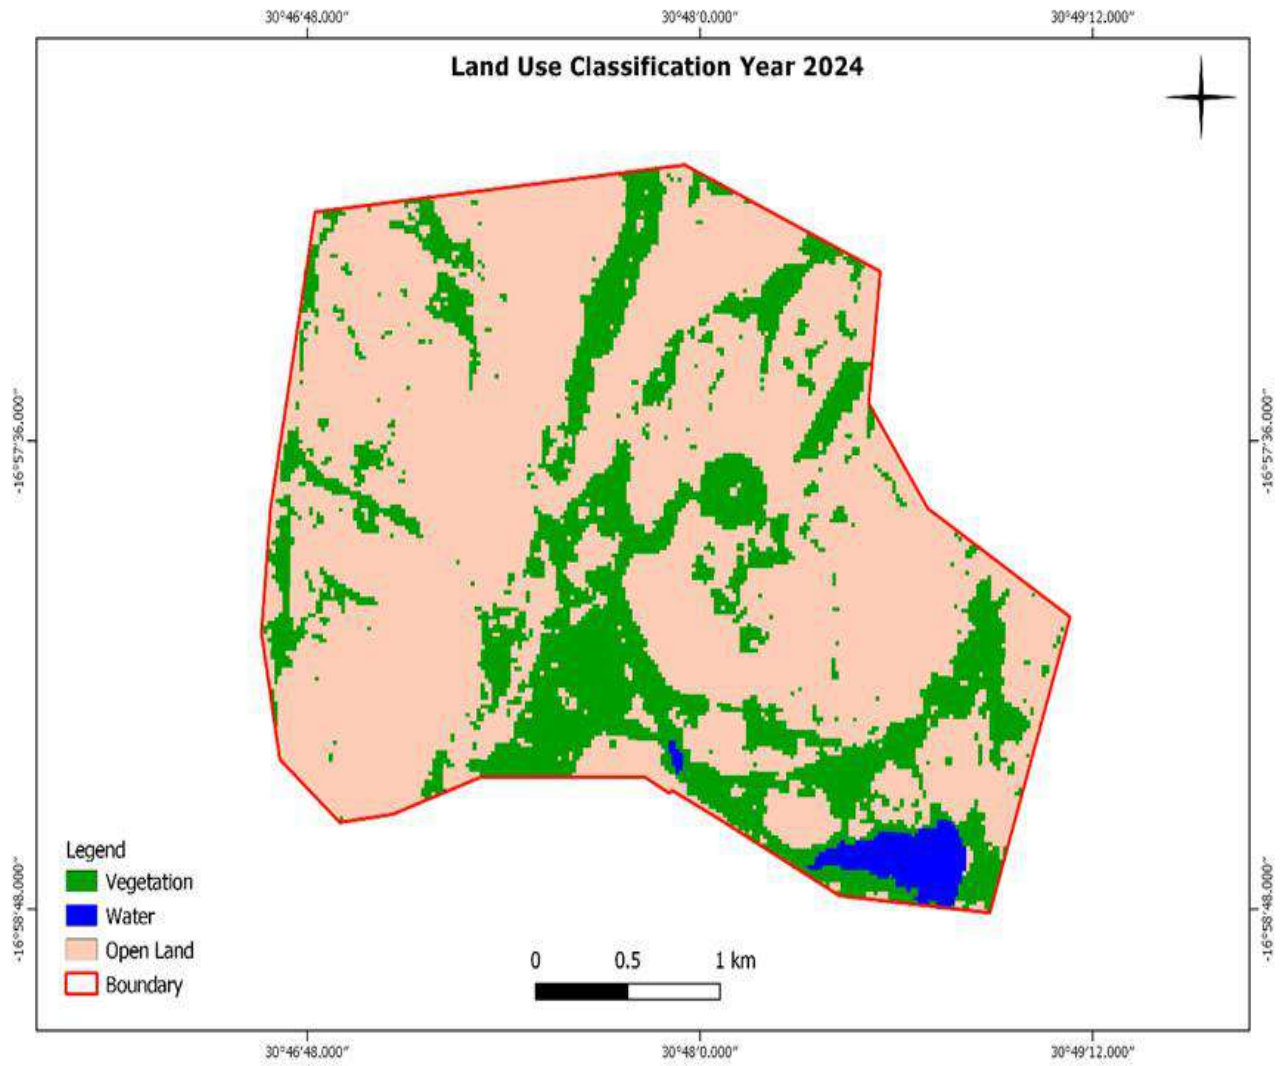 30°46'48.000" 30°48'0.000" 30°49'12.000"
Land Use Classification Year 2024
-16°57'36.000" -16°57'36.000"
-16°58'48.000" -16°58'48.000"
Legend
Vegetation
Water
Open Land
Boundary
0 0.5 1 km
30°46'48.000" 30°48'0.000" 30°49'12.000"